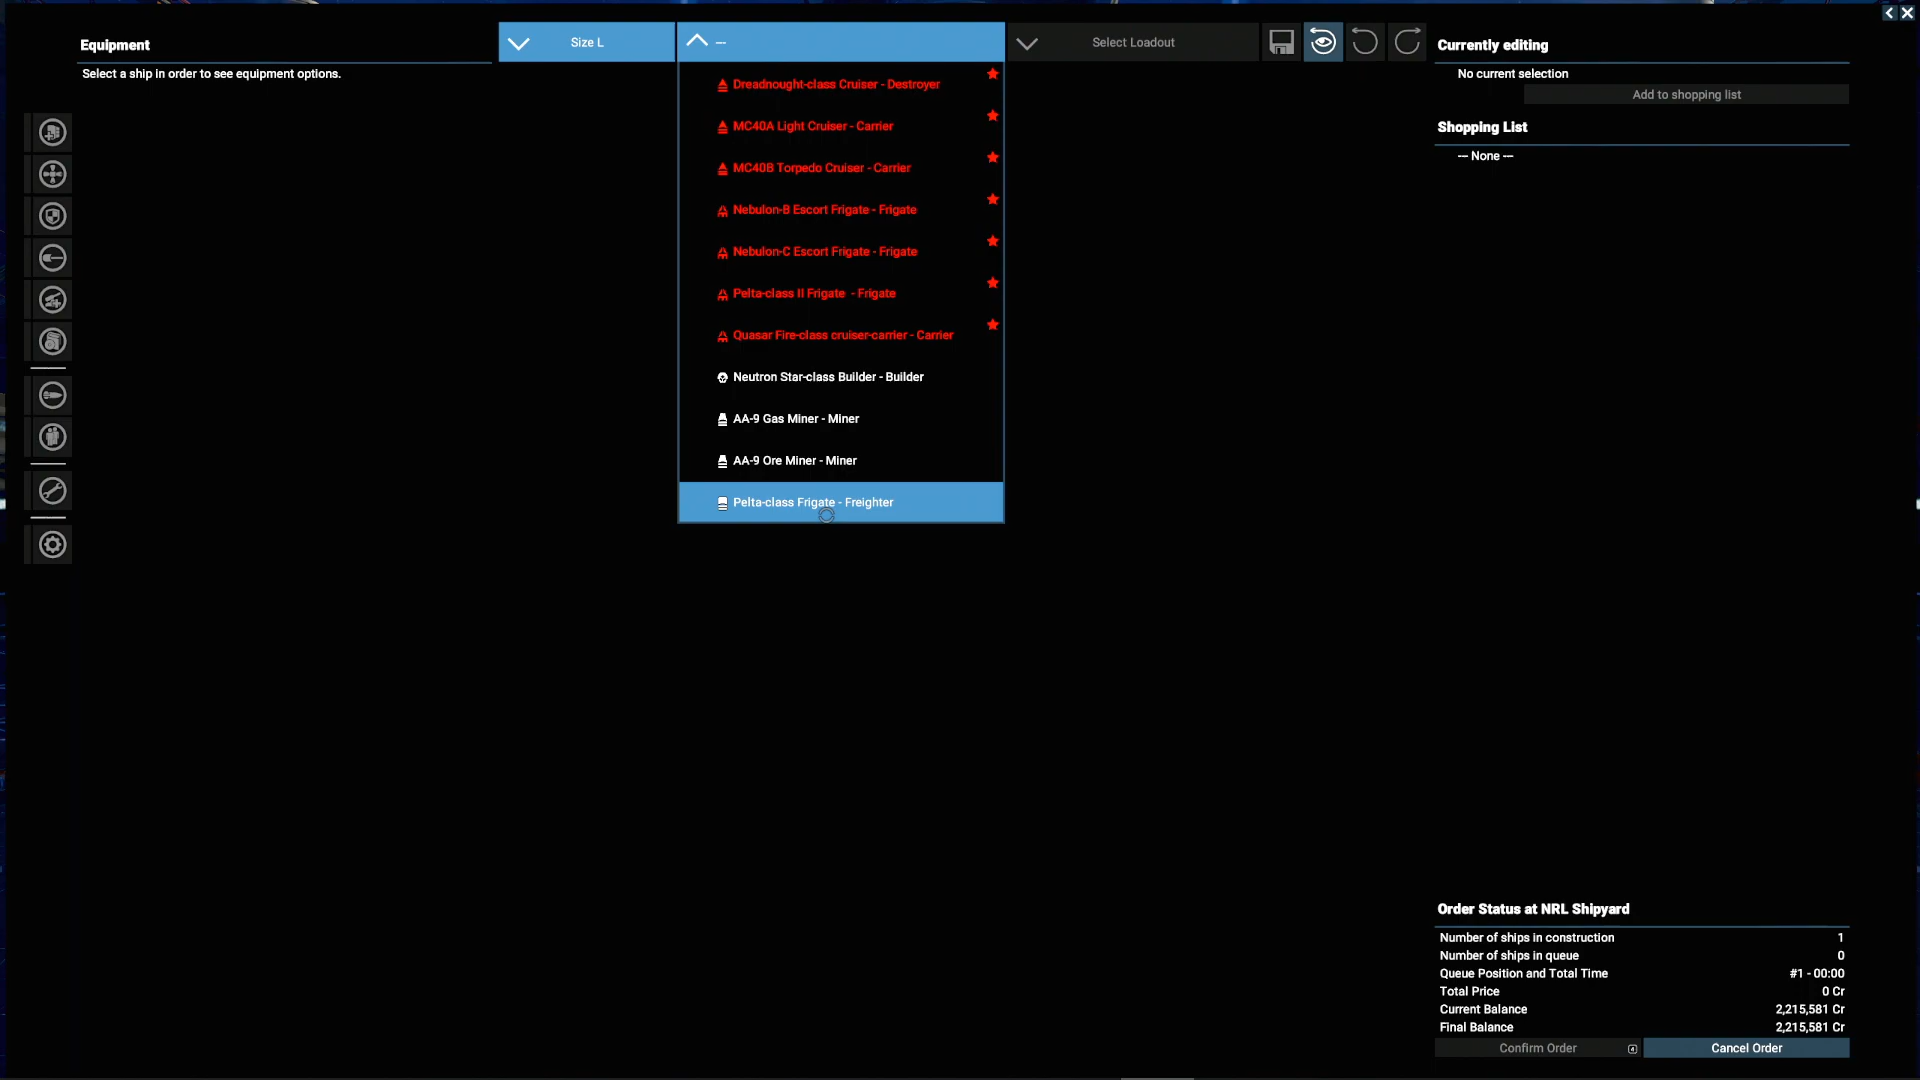 Equipment
Select a ship in order to see equipment options.
Size L
---
Select Loadout
Dreadnought-class Cruiser - Destroyer
MC40A Light Cruiser - Carrier
MC40B Torpedo Cruiser - Carrier
Nebulon-B Escort Frigate - Frigate
Nebulon-C Escort Frigate - Frigate
Pelta-class II Frigate - Frigate
Quasar Fire-class cruiser-carrier - Carrier
Neutron Star-class Builder - Builder
AA-9 Gas Miner - Miner
AA-9 Ore Miner - Miner
Pelta-class Frigate - Freighter
Currently editing
No current selection
Add to shopping list
Shopping List
--- None ---
Order Status at NRL Shipyard
Number of ships in construction 1
Number of ships in queue 0
Queue Position and Total Time #1 - 00:00
Total Price 0 Cr
Current Balance 2,215,581 Cr
Final Balance 2,215,581 Cr
Confirm Order
Cancel Order